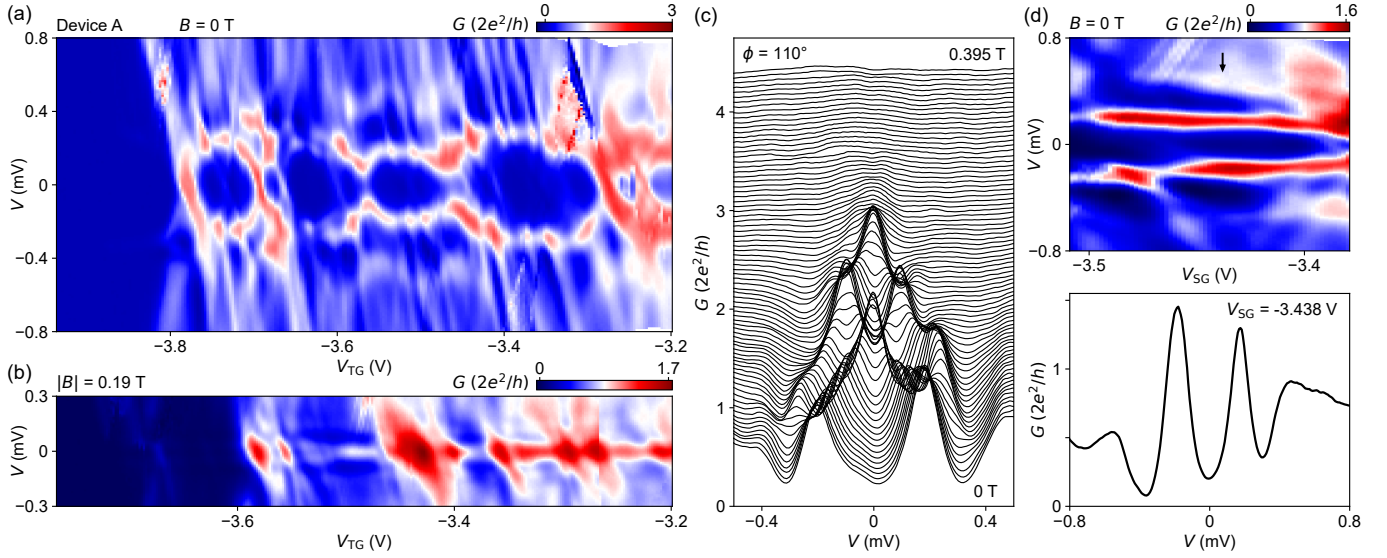 (a)
Device A
B = 0 T
G (2e²/h)
0
3
0.8
0.4
0
−0.4
−0.8
V (mV)
−3.8
−3.6
−3.4
−3.2
V_TG (V)
(b)
|B| = 0.19 T
G (2e²/h)
0
1.7
0.3
0
−0.3
V (mV)
−3.6
−3.4
−3.2
V_TG (V)
(c)
ϕ = 110°
0.395 T
4
3
2
1
0
G (2e²/h)
0 T
−0.4
0
0.4
V (mV)
(d)
B = 0 T
G (2e²/h)
0
1.6
0.8
0
-0.8
V (mV)
−3.5
−3.4
V_SG (V)
V_SG = -3.438 V
1
0
G (2e²/h)
−0.8
0
0.8
V (mV)